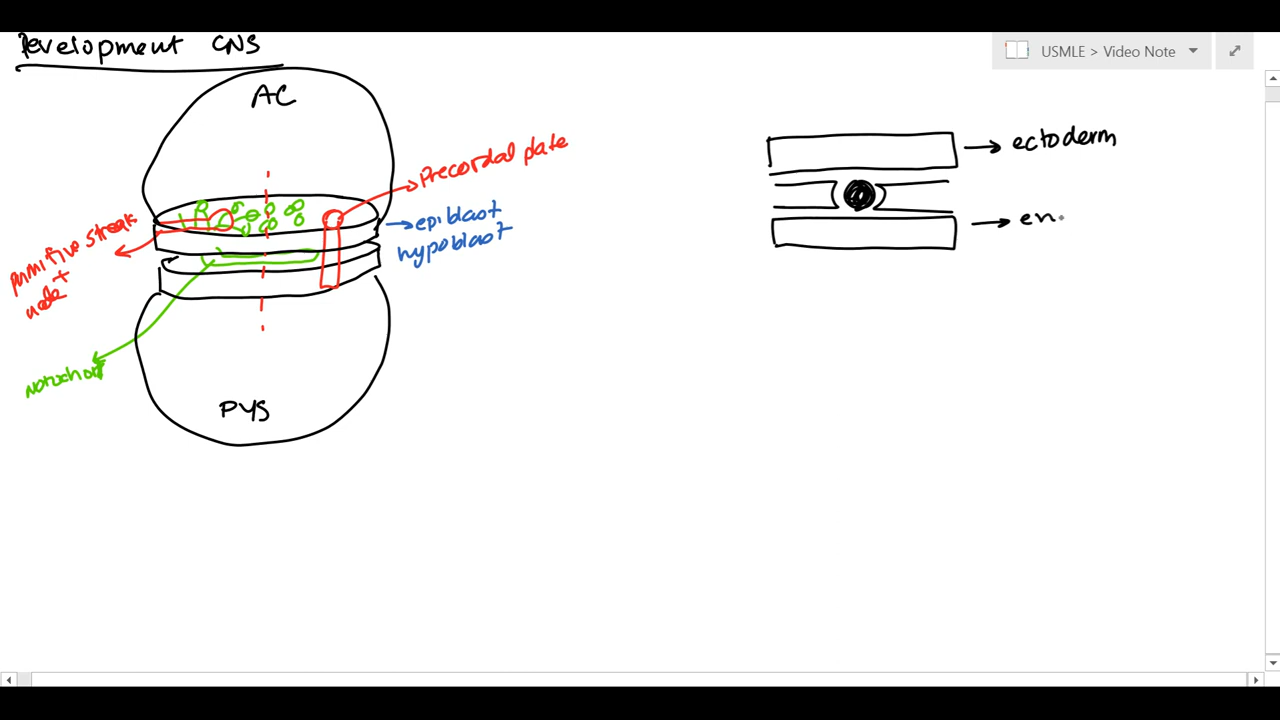 Development CNS
USMLE > Video Note
AC
ectoderm
Precordal plate
epiblast
hypoblast
en
primitive streak
+
node
notochord
PYS